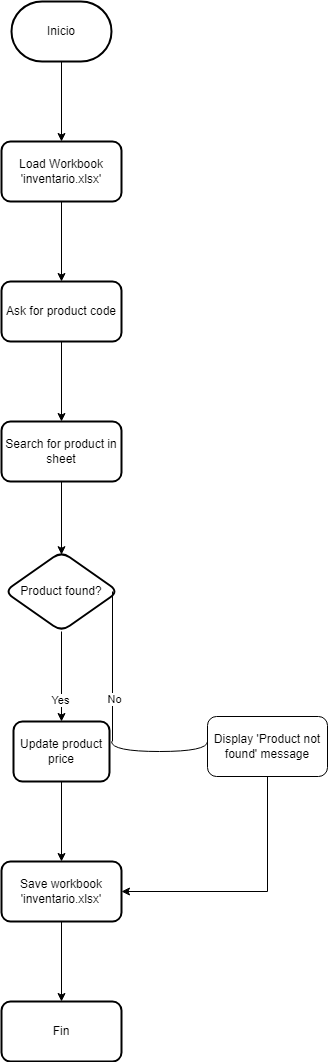 Inicio
Load Workbook
'inventario.xlsx'
Ask for product code
Search for product in
sheet
Product found?
Yes
No
Update product
price
Display 'Product not
found' message
Save workbook
'inventario.xlsx'
Fin